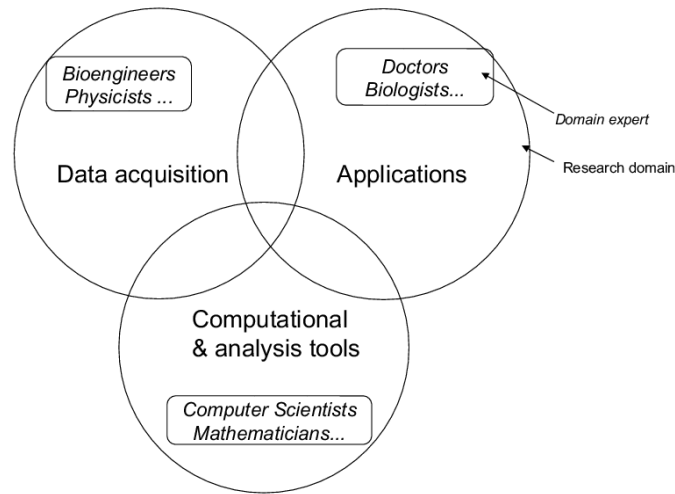 Bioengineers
Physicists ...
Doctors
Biologists...
Domain expert
Research domain
Data acquisition
Applications
Computational
& analysis tools
Computer Scientists
Mathematicians...